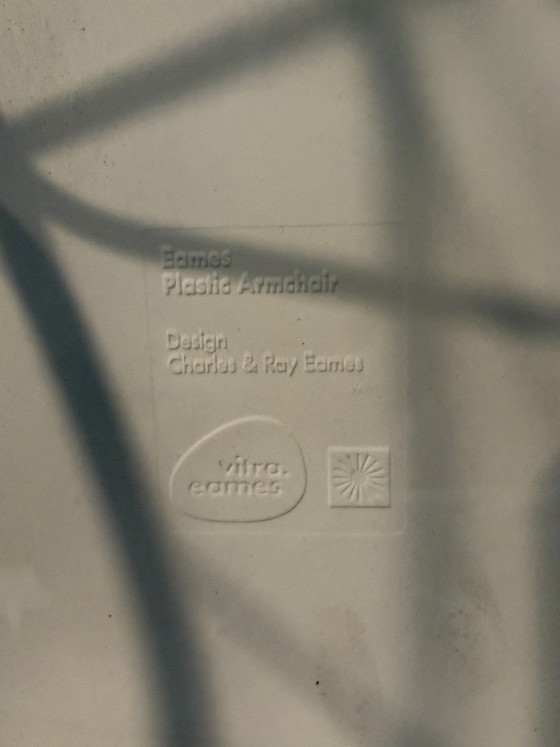 Eames
Plastic Armchair
Design
Charles & Ray Eames
vitra.
eames